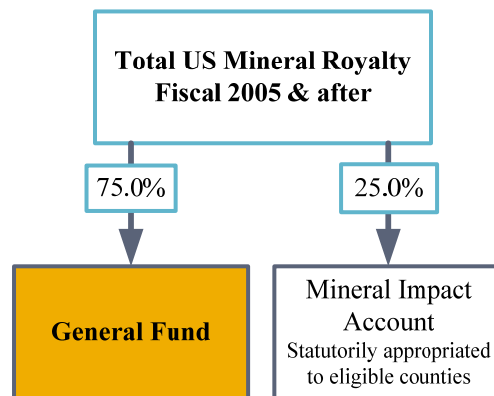 Total US Mineral Royalty
Fiscal 2005 & after
75.0%
25.0%
General Fund
Mineral Impact
Account
Statutorily appropriated
to eligible counties